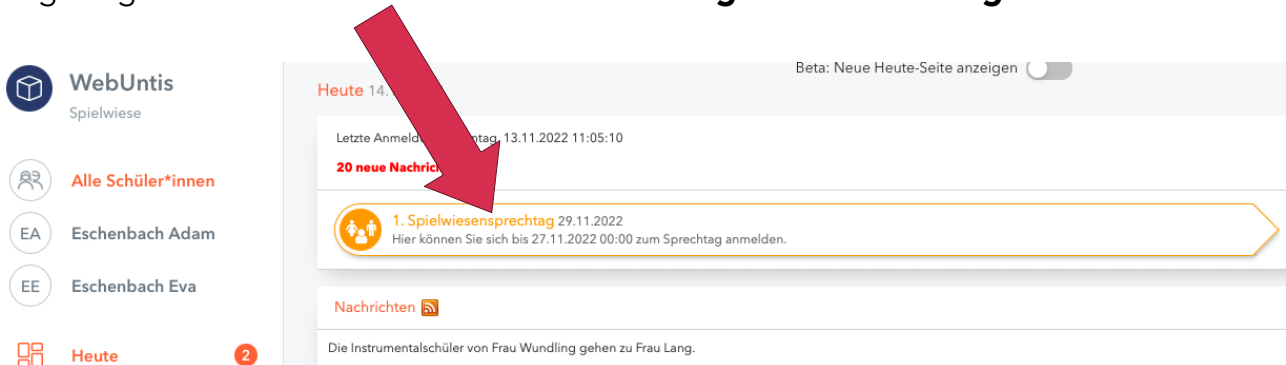 WebUntis
Spielwiese
Alle Schüler*innen
EA Eschenbach Adam
EE Eschenbach Eva
Heute 2
Beta: Neue Heute-Seite anzeigen
Heute 14.
Letzte Anmeld ntag, 13.11.2022 11:05:10
20 neue Nachric
1. Spielwiesensprechtag 29.11.2022
Hier können Sie sich bis 27.11.2022 00:00 zum Sprechtag anmelden.
Nachrichten
Die Instrumentalschüler von Frau Wundling gehen zu Frau Lang.